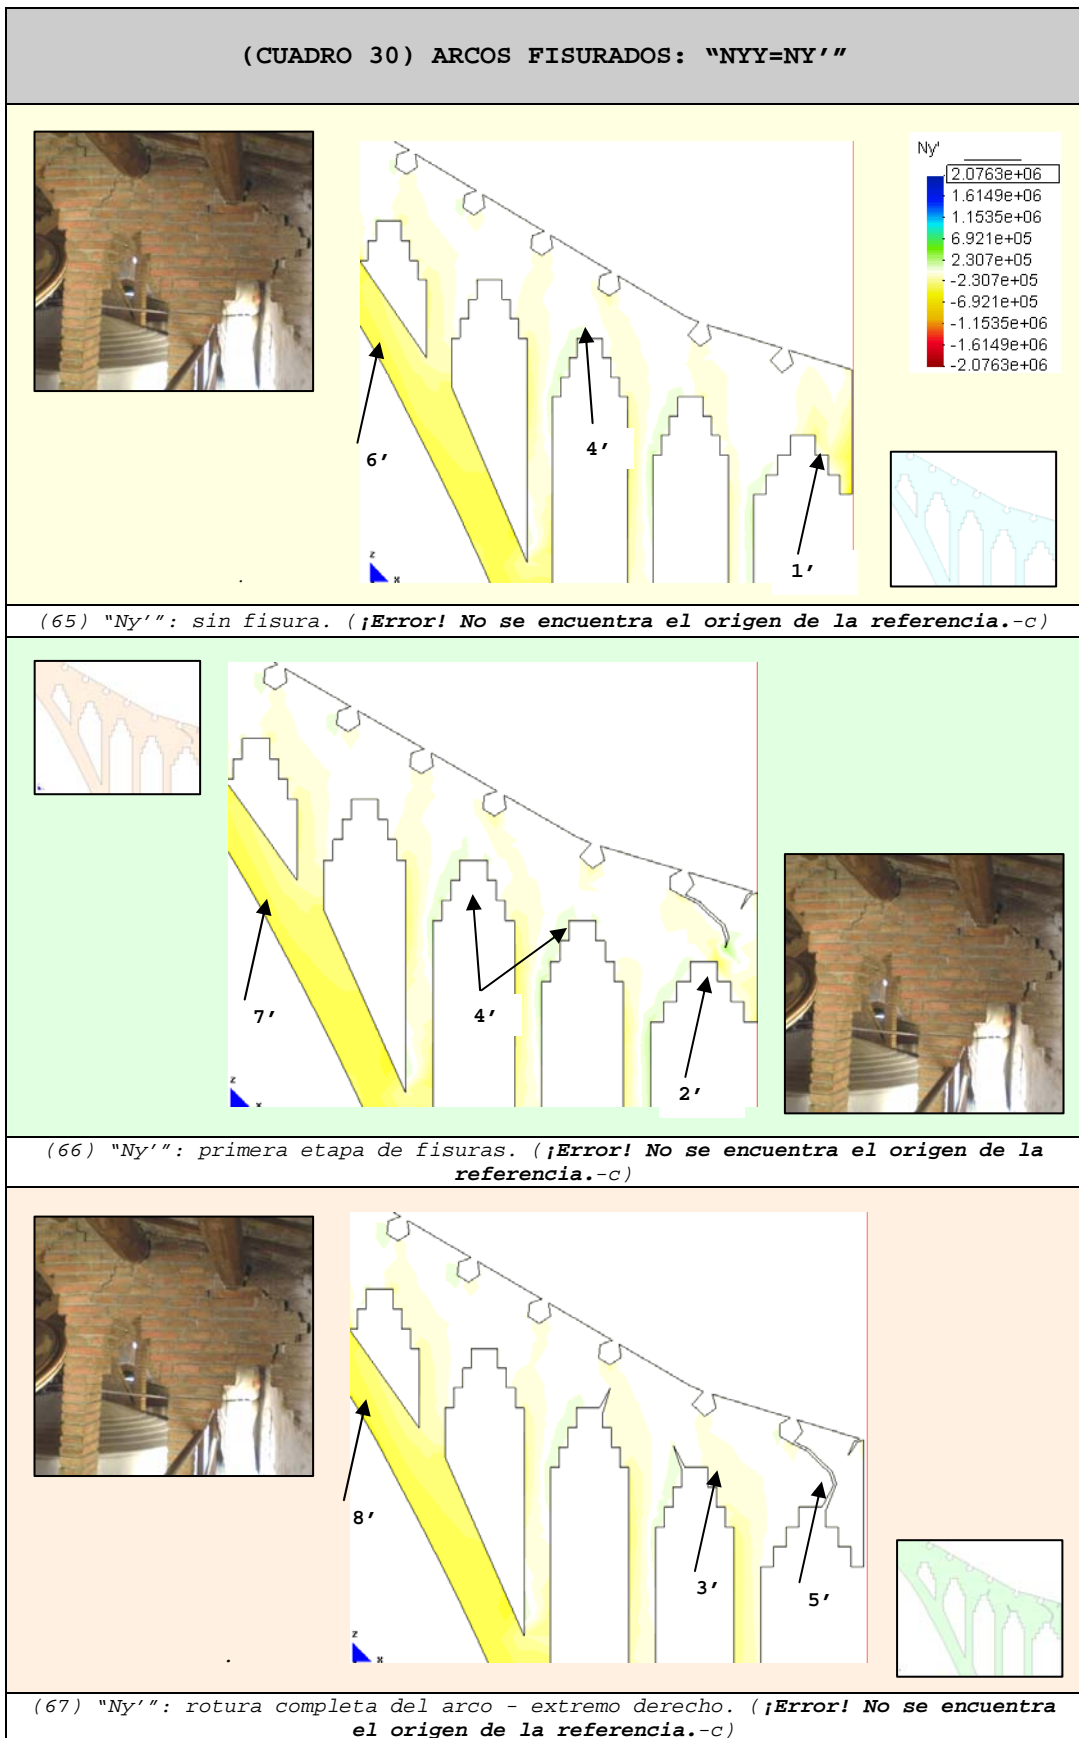 (CUADRO 30) ARCOS FISURADOS: “NYY=NY’”
Ny'
2.0763e+06
1.6149e+06
1.1535e+06
6.921e+05
2.307e+05
-2.307e+05
-6.921e+05
-1.1535e+06
-1.6149e+06
-2.0763e+06
6’
4’
1’
z
x
.
(65) “Ny’”: sin fisura. (¡Error! No se encuentra el origen de la referencia.-c)
7’
4’
2’
z
x
(66) “Ny’”: primera etapa de fisuras. (¡Error! No se encuentra el origen de la
referencia.-c)
8’
3’
5’
z
x
.
(67) “Ny’”: rotura completa del arco - extremo derecho. (¡Error! No se encuentra
el origen de la referencia.-c)